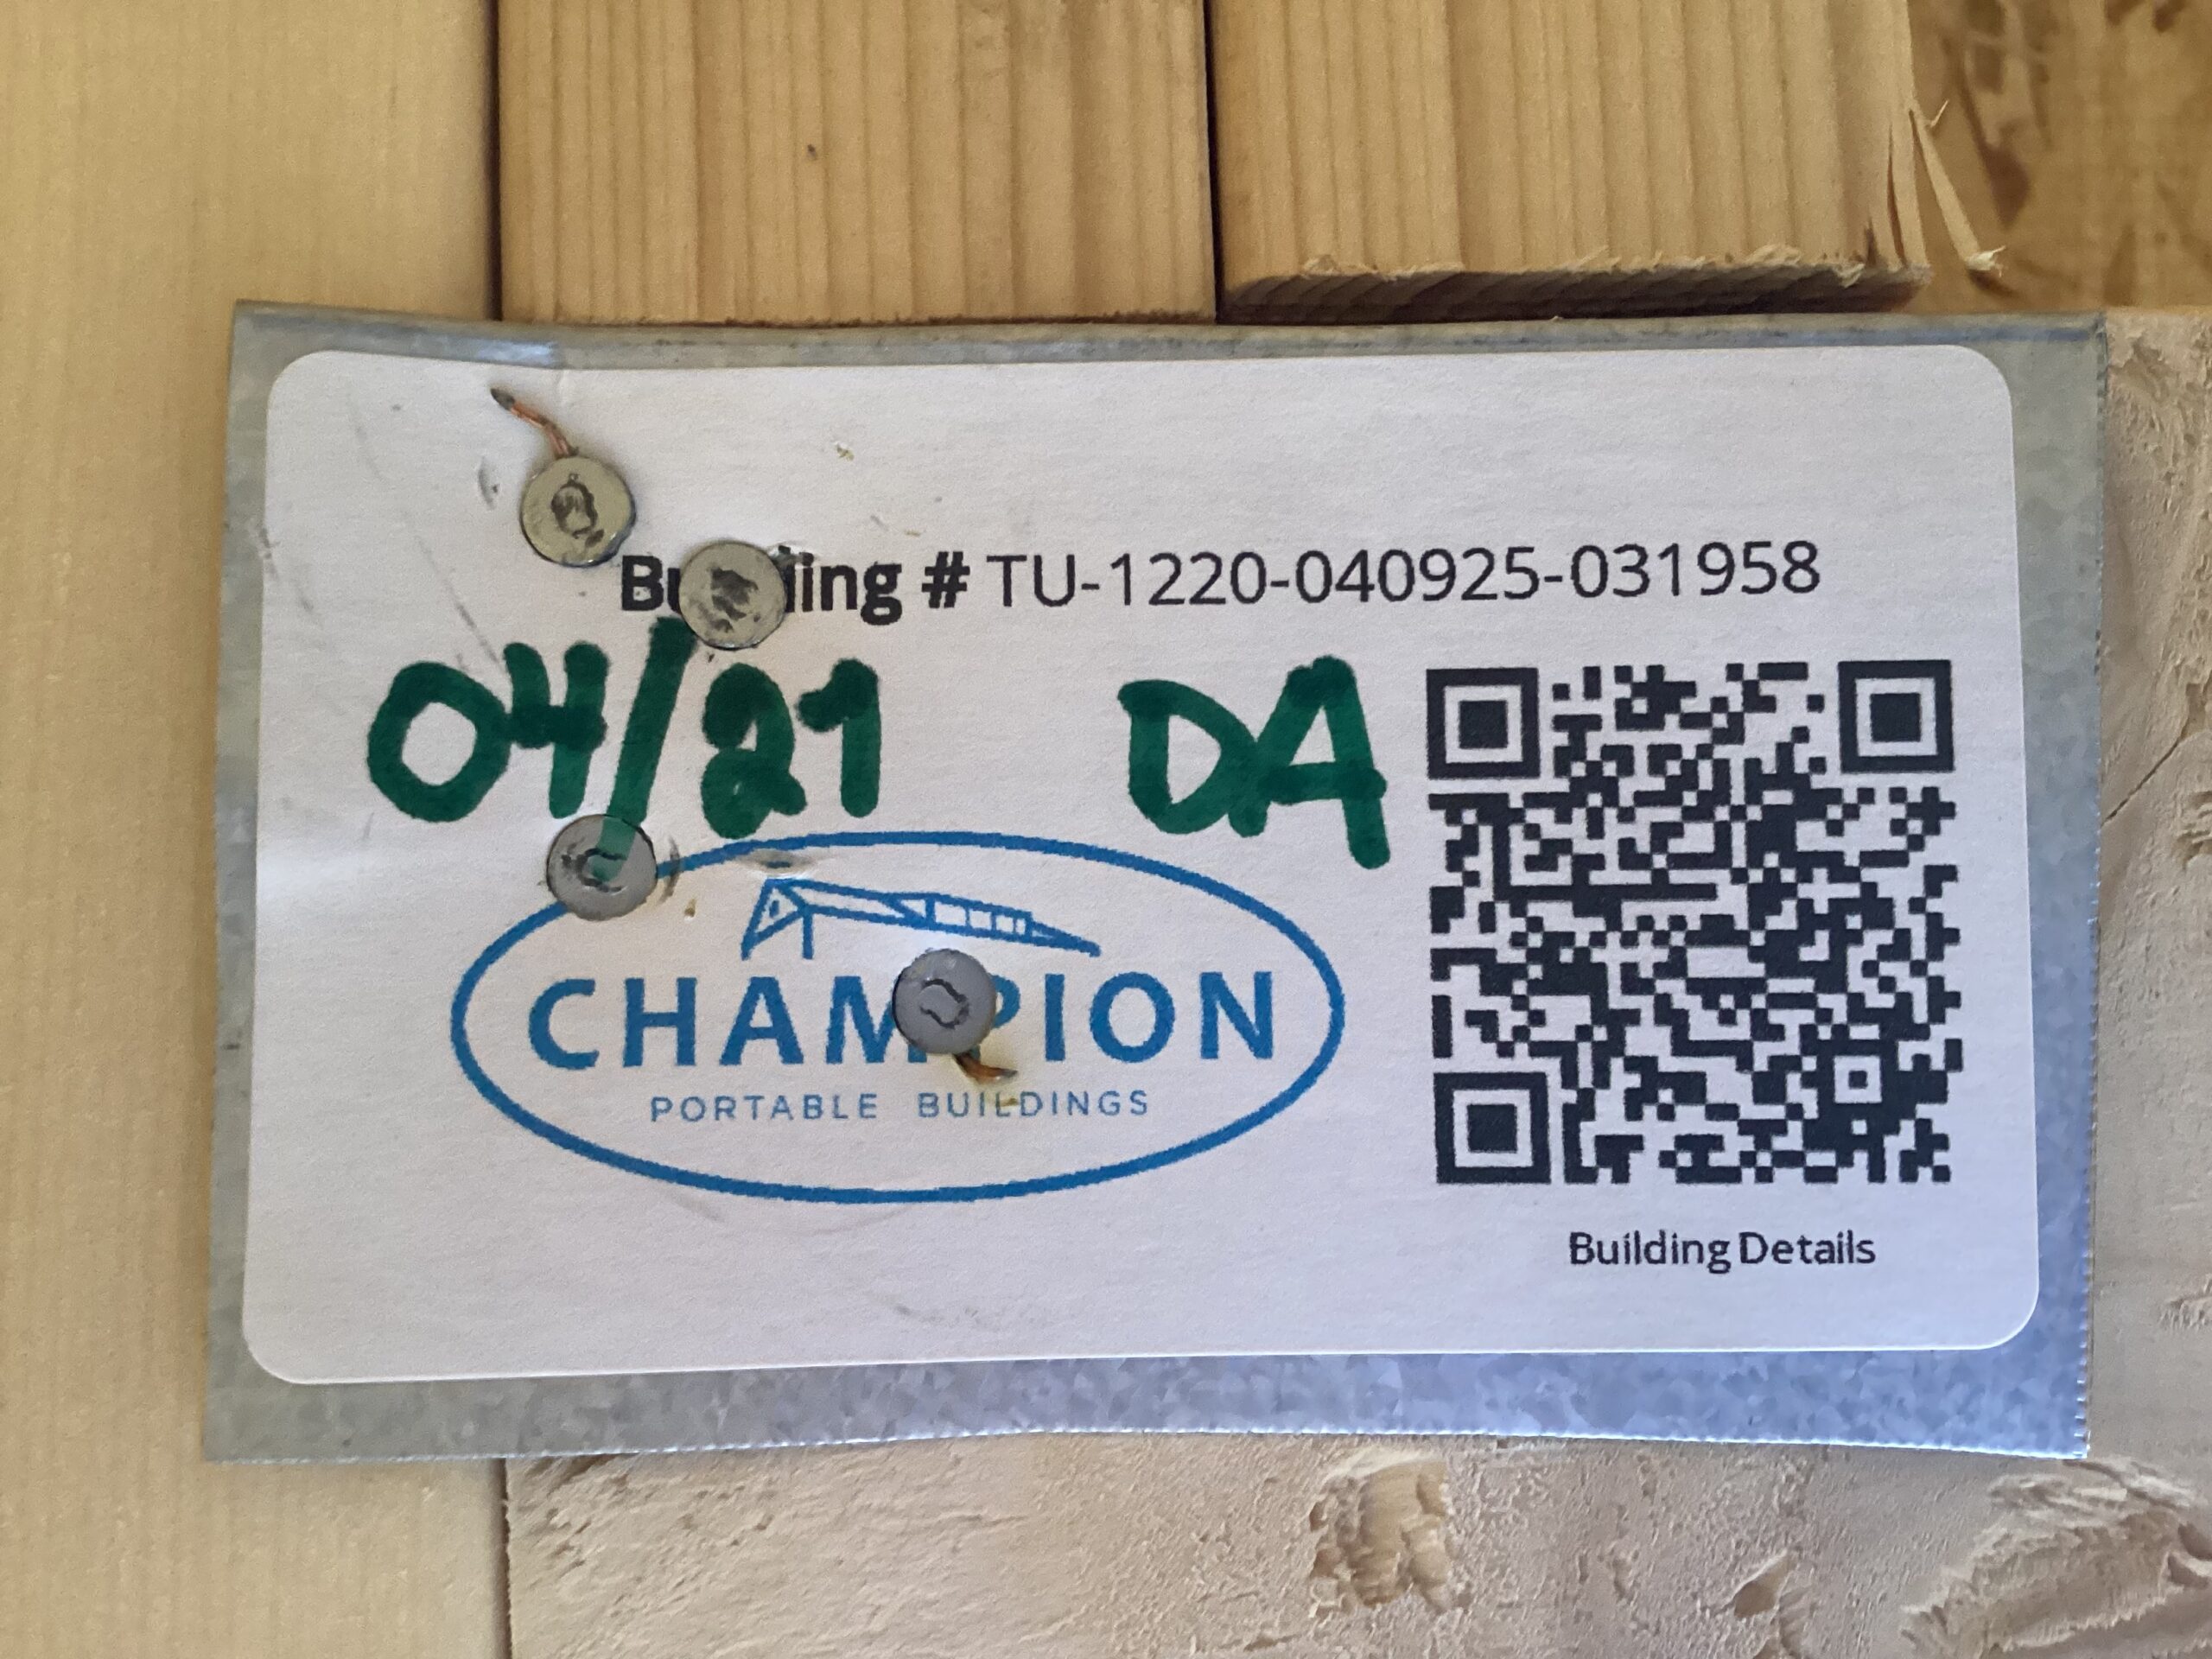 Building # TU-1220-040925-031958
04/21 DA
CHAMPION
PORTABLE BUILDINGS
Building Details